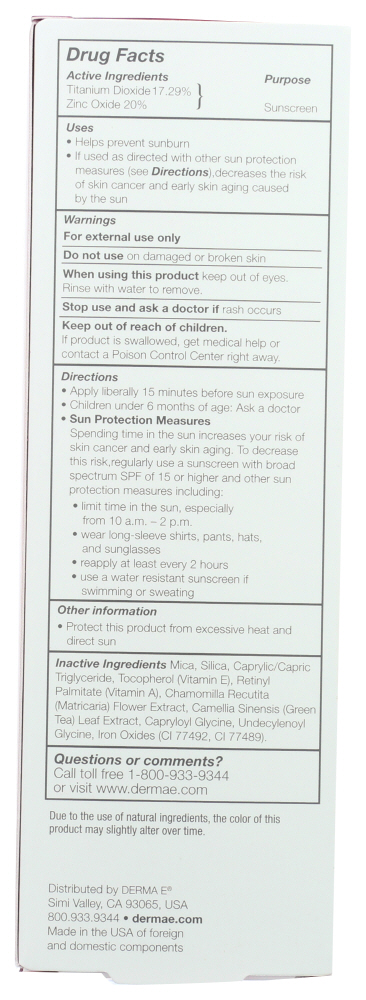 Drug Facts
Active Ingredients Purpose
Titanium Dioxide 17.29% }
Zinc Oxide 20% Sunscreen
Uses
• Helps prevent sunburn
• If used as directed with other sun protection
measures (see Directions),decreases the risk
of skin cancer and early skin aging caused
by the sun
Warnings
For external use only
Do not use on damaged or broken skin
When using this product keep out of eyes.
Rinse with water to remove.
Stop use and ask a doctor if rash occurs
Keep out of reach of children.
If product is swallowed, get medical help or
contact a Poison Control Center right away.
Directions
• Apply liberally 15 minutes before sun exposure
• Children under 6 months of age: Ask a doctor
• Sun Protection Measures
Spending time in the sun increases your risk of
skin cancer and early skin aging. To decrease
this risk,regularly use a sunscreen with broad
spectrum SPF of 15 or higher and other sun
protection measures including:
• limit time in the sun, especially
from 10 a.m. – 2 p.m.
• wear long-sleeve shirts, pants, hats,
and sunglasses
• reapply at least every 2 hours
• use a water resistant sunscreen if
swimming or sweating
Other information
• Protect this product from excessive heat and
direct sun
Inactive Ingredients Mica, Silica, Caprylic/Capric
Triglyceride, Tocopherol (Vitamin E), Retinyl
Palmitate (Vitamin A), Chamomilla Recutita
(Matricaria) Flower Extract, Camellia Sinensis (Green
Tea) Leaf Extract, Capryloyl Glycine, Undecylenoyl
Glycine, Iron Oxides (CI 77492, CI 77489).
Questions or comments?
Call toll free 1-800-933-9344
or visit www.dermae.com
Due to the use of natural ingredients, the color of this
product may slightly alter over time.
Distributed by DERMA E®
Simi Valley, CA 93065, USA
800.933.9344 • dermae.com
Made in the USA of foreign
and domestic components